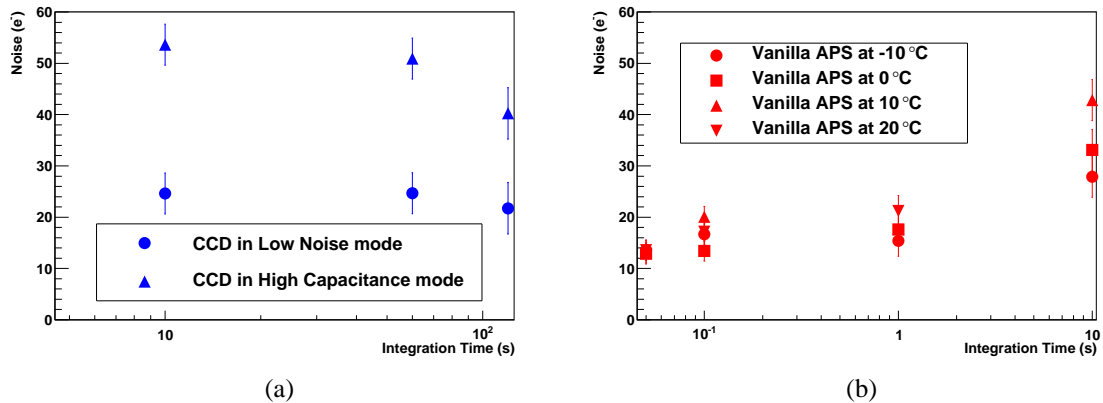 Noise (e-)
60
50
40
30
20
10
0
CCD in Low Noise mode
CCD in High Capacitance mode
10
10²
Integration Time (s)
(a)
Noise (e-)
60
50
40
30
20
10
0
Vanilla APS at -10 °C
Vanilla APS at 0 °C
Vanilla APS at 10 °C
Vanilla APS at 20 °C
10⁻¹
1
10
Integration Time (s)
(b)